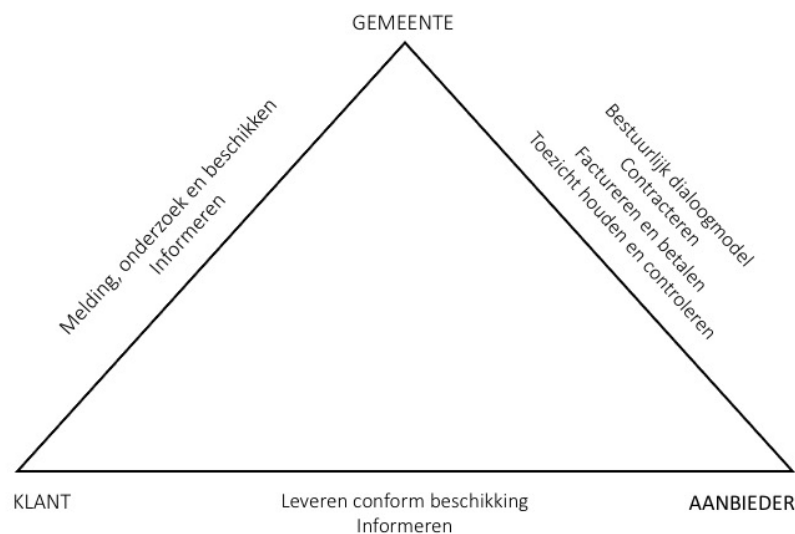 GEMEENTE
Melding, onderzoek en beschikken
Informeren
Bestuurlijk dialoogmodel
Contracteren
Factureren en betalen
Toezicht houden en controleren
KLANT
Leveren conform beschikking
Informeren
AANBIEDER